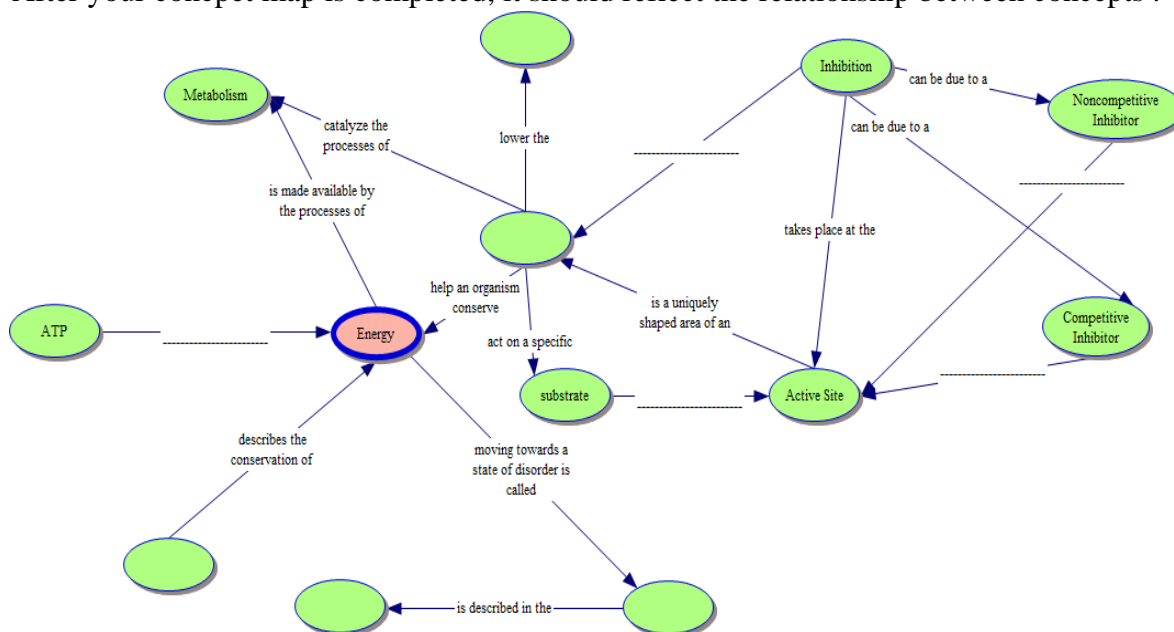 After your concept map is completed, it should reflect the relationship between concepts .
Inhibition
can be due to a
Noncompetitive
Inhibitor
Metabolism
catalyze the
processes of
lower the
can be due to a
-------------------------
-------------------------
is made available by
the processes of
takes place at the
help an organism
conserve
is a uniquely
shaped area of an
ATP
-------------------------
Energy
act on a specific
Competitive
Inhibitor
-------------------------
substrate
-------------------------
Active Site
describes the
conservation of
moving towards a
state of disorder is
called
is described in the